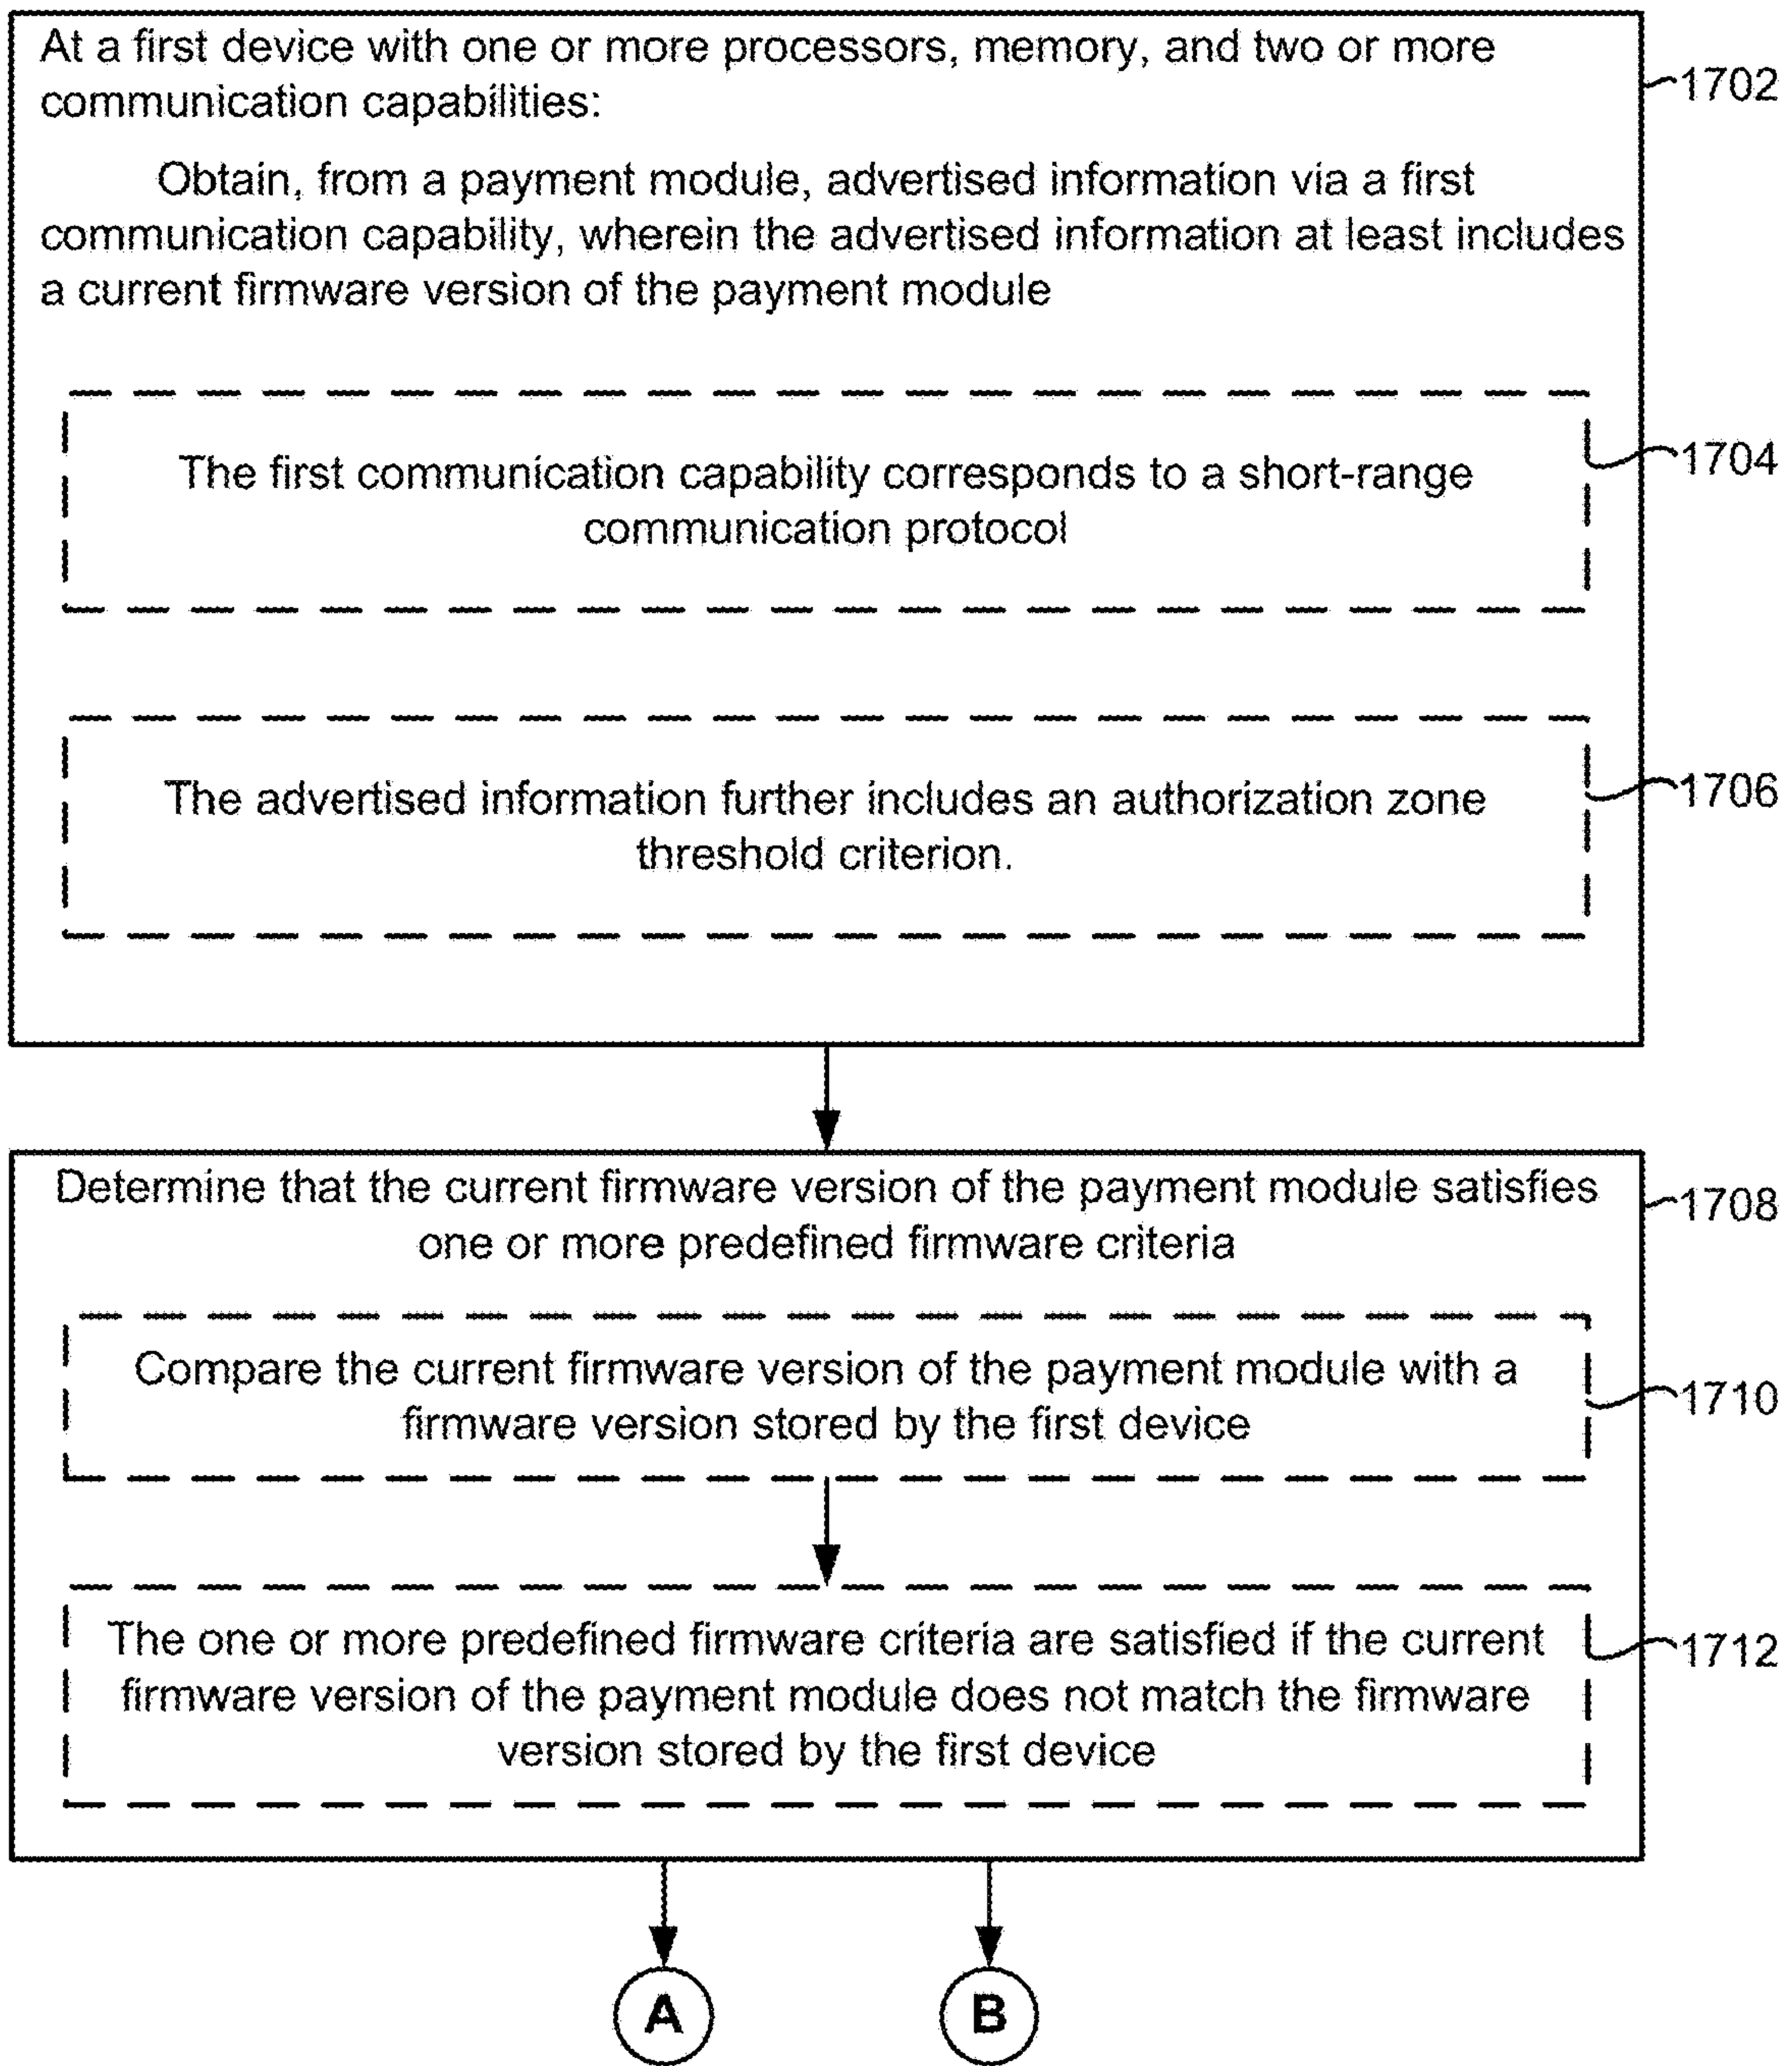 At a first device with one or more processors, memory, and two or more
communication capabilities:
1702
Obtain, from a payment module, advertised information via a first
communication capability, wherein the advertised information at least includes
a current firmware version of the payment module
The first communication capability corresponds to a short-range
communication protocol
1704
The advertised information further includes an authorization zone
threshold criterion.
1706
Determine that the current firmware version of the payment module satisfies
one or more predefined firmware criteria
1708
Compare the current firmware version of the payment module with a
firmware version stored by the first device
1710
The one or more predefined firmware criteria are satisfied if the current
firmware version of the payment module does not match the firmware
version stored by the first device
1712
A
B